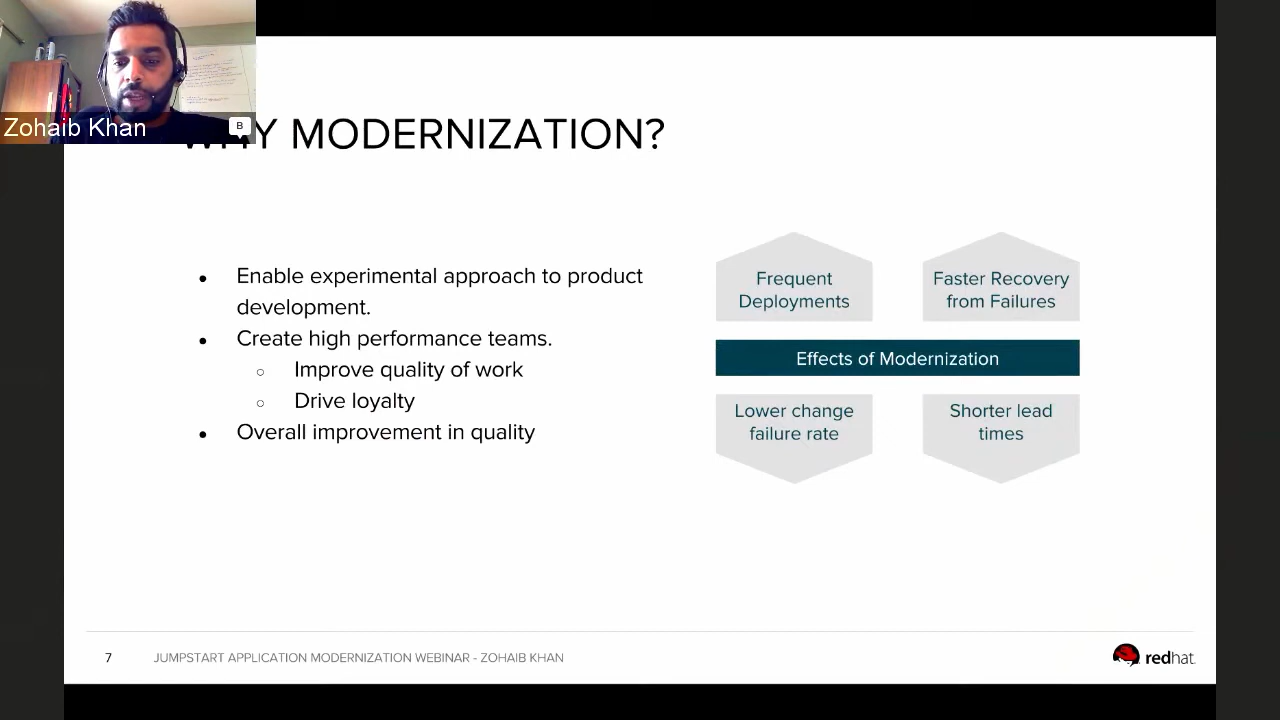 Zohaib Khan
B
WHY MODERNIZATION?
Enable experimental approach to product
development.
Create high performance teams.
Improve quality of work
Drive loyalty
Overall improvement in quality
Frequent
Deployments
Faster Recovery
from Failures
Effects of Modernization
Lower change
failure rate
Shorter lead
times
7
JUMPSTART APPLICATION MODERNIZATION WEBINAR - ZOHAIB KHAN
redhat.